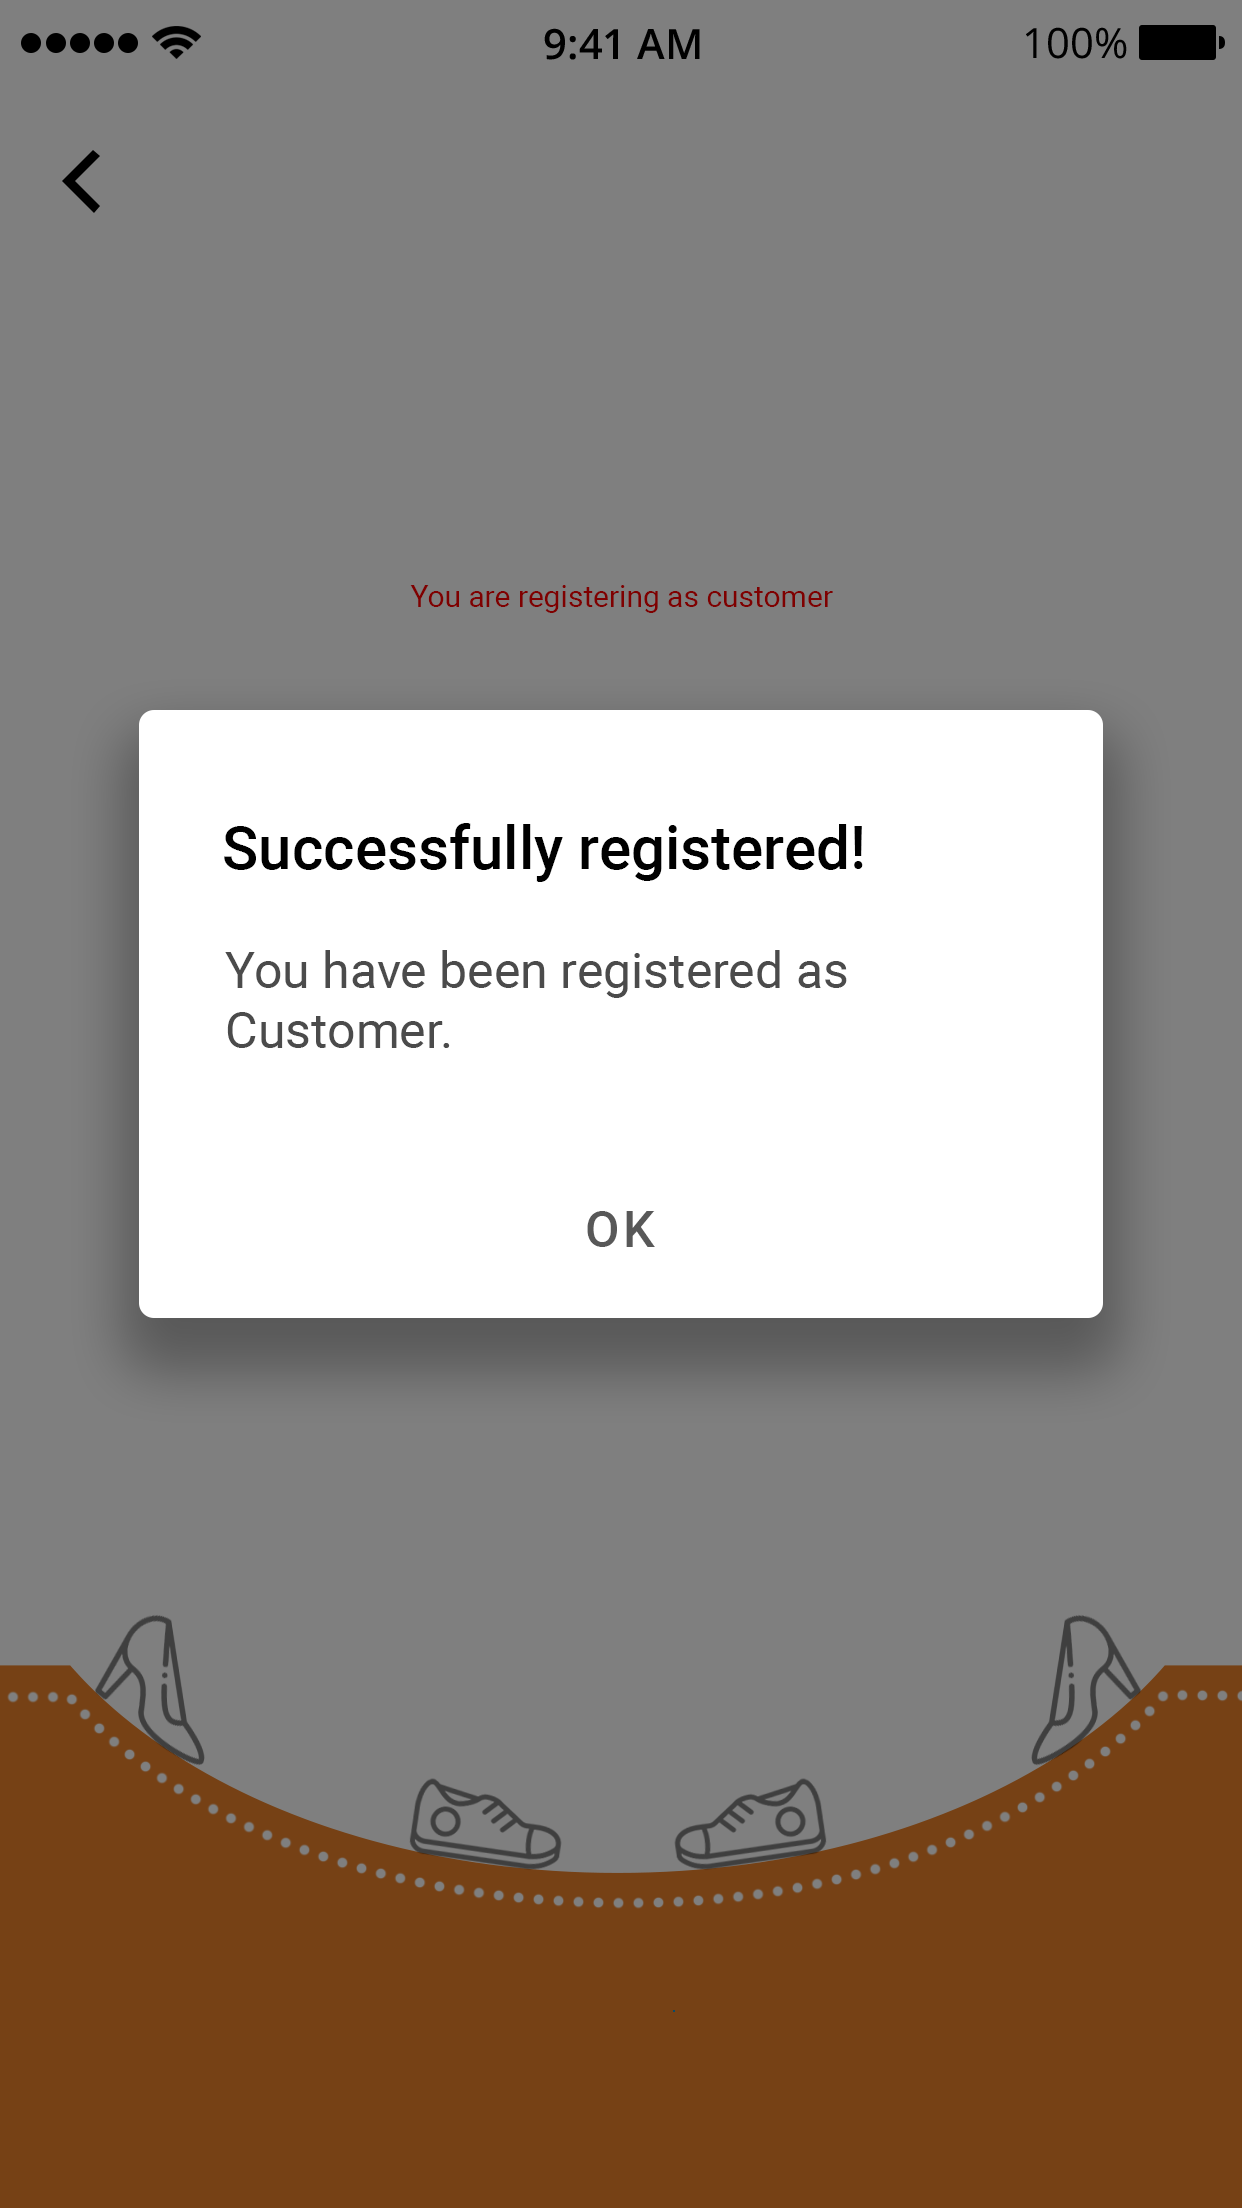 9:41 AM
100%
You are registering as customer
Successfully registered!
You have been registered as
Customer.
OK